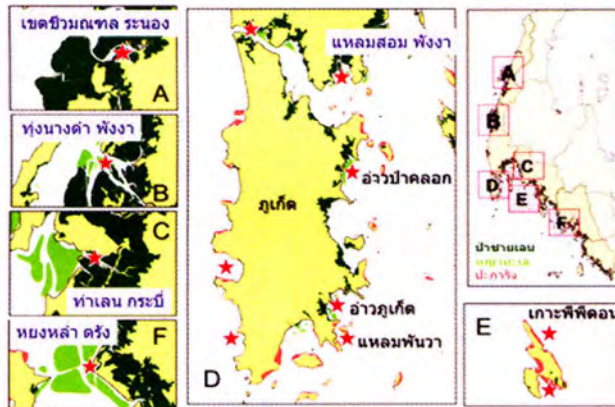 เขตชีวมณฑล ระนอง
A
ทุ่งนางดำ พังงา
B
C
ท่าเลน กระบี่
หยงหลำ ตรัง
F
แหลมสอม พังงา
อ่าวป่าคลอก
ภูเก็ต
อ่าวภูเก็ต
แหลมพันวา
D
A
B
C
D
E
F
ป่าชายเลน
หญ้าทะเล
ปะการัง
E
เกาะพีพีดอน